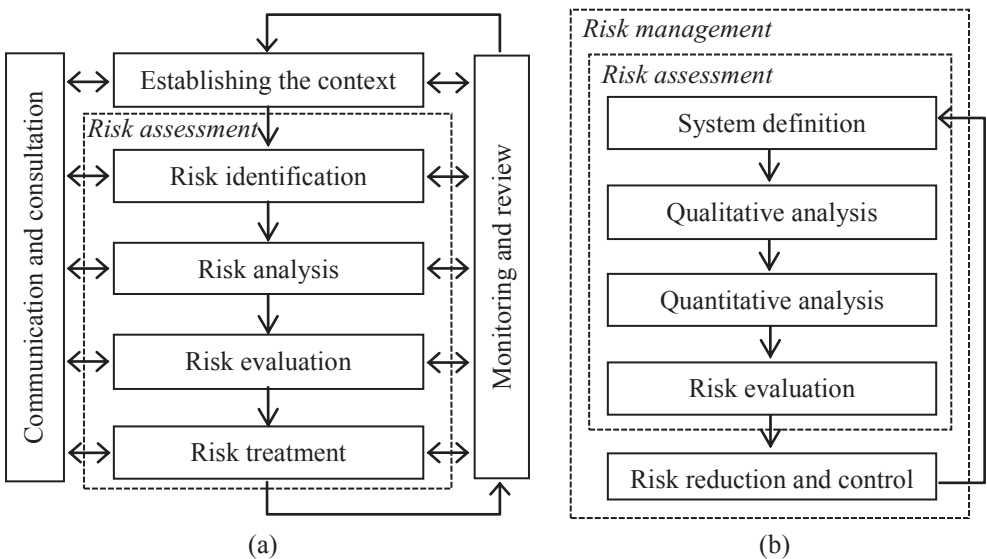 Communication and consultation
Establishing the context
Risk assessment
Risk identification
Risk analysis
Risk evaluation
Risk treatment
Monitoring and review
(a)
Risk management
Risk assessment
System definition
Qualitative analysis
Quantitative analysis
Risk evaluation
Risk reduction and control
(b)